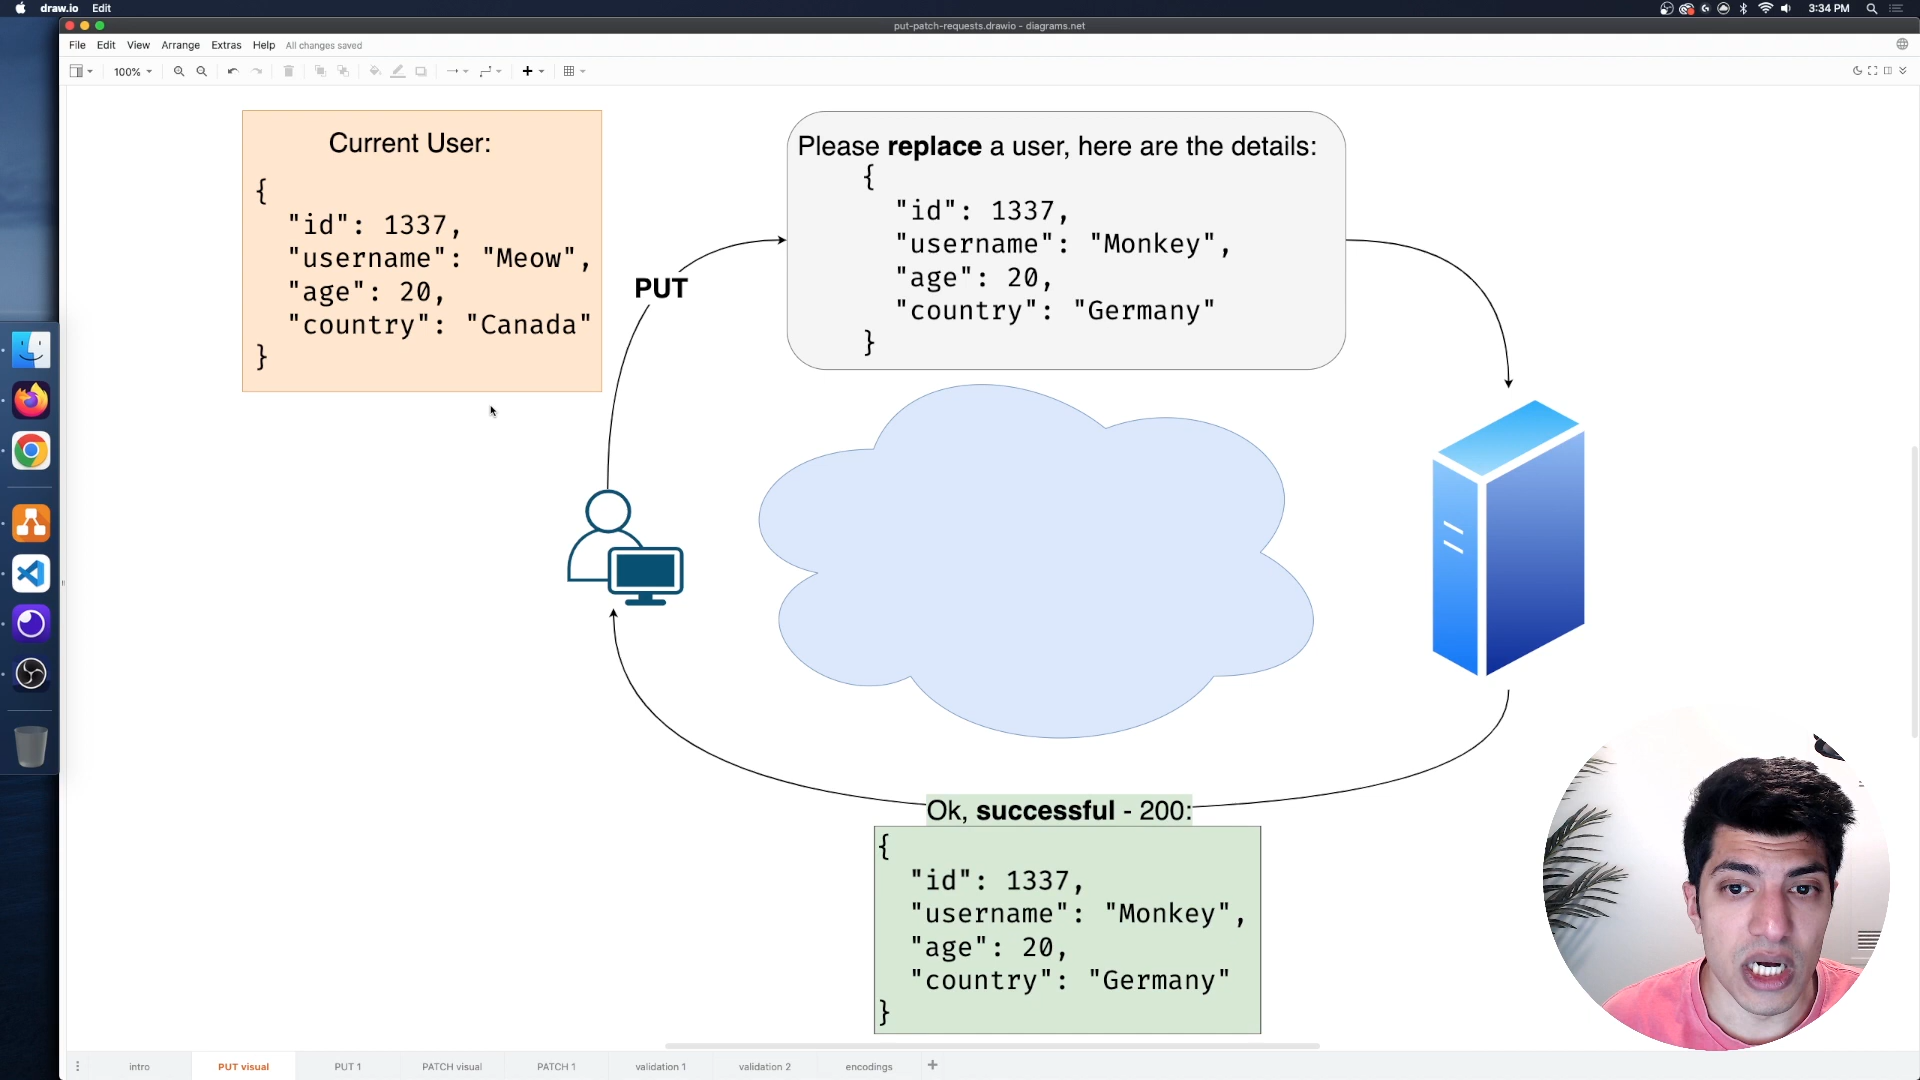 draw.io Edit
3:34 PM
put-patch-requests.drawio - diagrams.net
File Edit View Arrange Extras Help All changes saved
100%
Current User:
{
"id": 1337,
"username": "Meow",
"age": 20,
"country": "Canada"
}
PUT
Please replace a user, here are the details:
{
"id": 1337,
"username": "Monkey",
"age": 20,
"country": "Germany"
}
Ok, successful - 200:
{
"id": 1337,
"username": "Monkey",
"age": 20,
"country": "Germany"
}
intro PUT visual PUT 1 PATCH visual PATCH 1 validation 1 validation 2 encodings